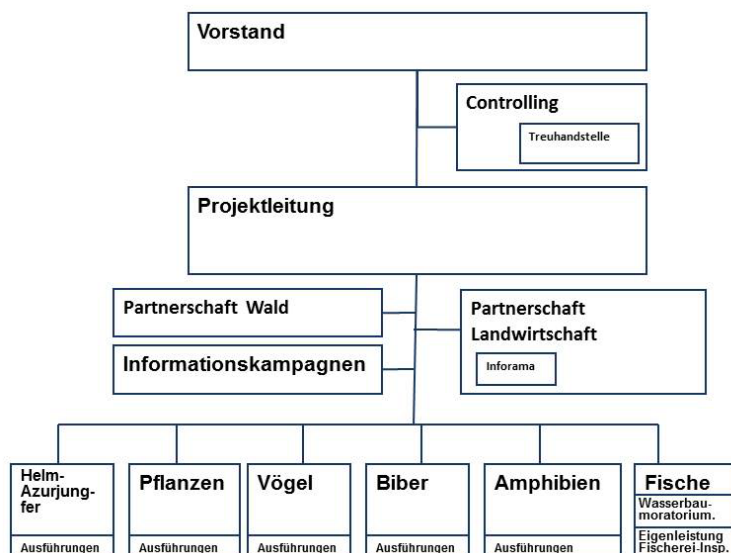 Vorstand
Controlling
Treuhandstelle
Projektleitung
Partnerschaft Wald
Partnerschaft
Landwirtschaft
Inforama
Informationskampagnen
Helm-
Azurjung-
fer
Ausführungen
Pflanzen
Ausführungen
Vögel
Ausführungen
Biber
Ausführungen
Amphibien
Ausführungen
Fische
Wasserbau-
moratorium.
Eigenleistung
Fischerei-Insp.